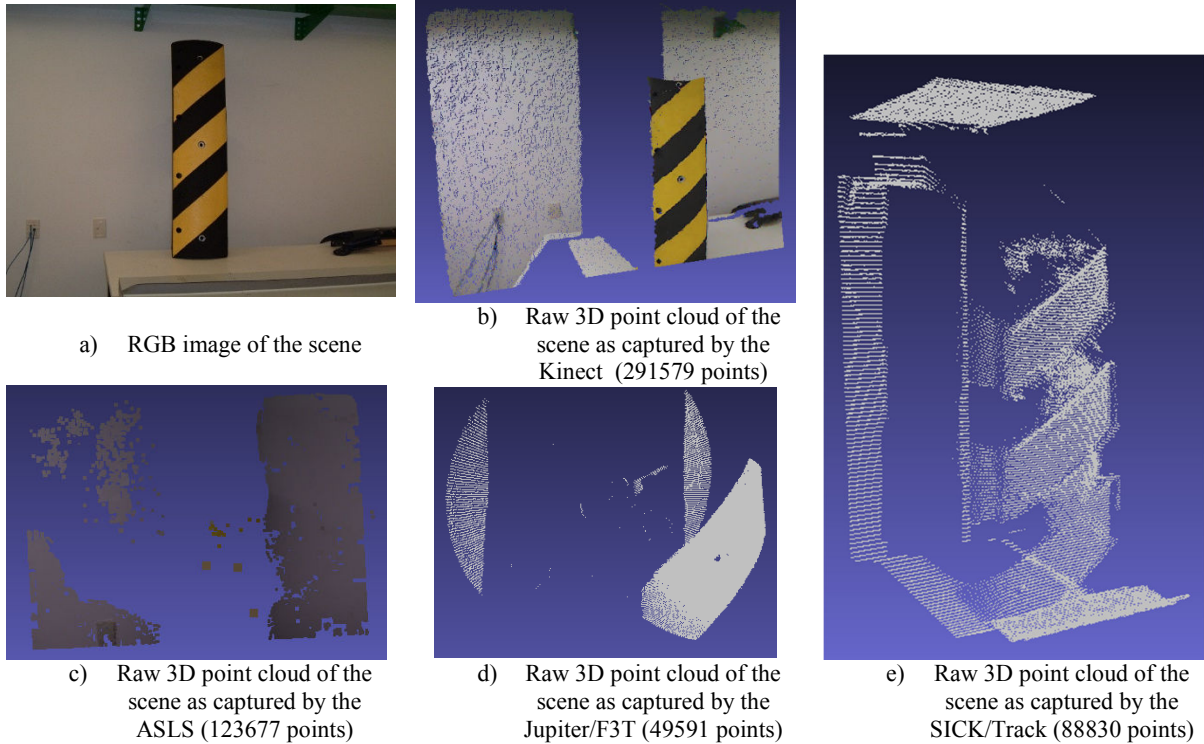 a) RGB image of the scene
b) Raw 3D point cloud of the
scene as captured by the
Kinect (291579 points)
c) Raw 3D point cloud of the
scene as captured by the
ASLS (123677 points)
d) Raw 3D point cloud of the
scene as captured by the
Jupiter/F3T (49591 points)
e) Raw 3D point cloud of the
scene as captured by the
SICK/Track (88830 points)